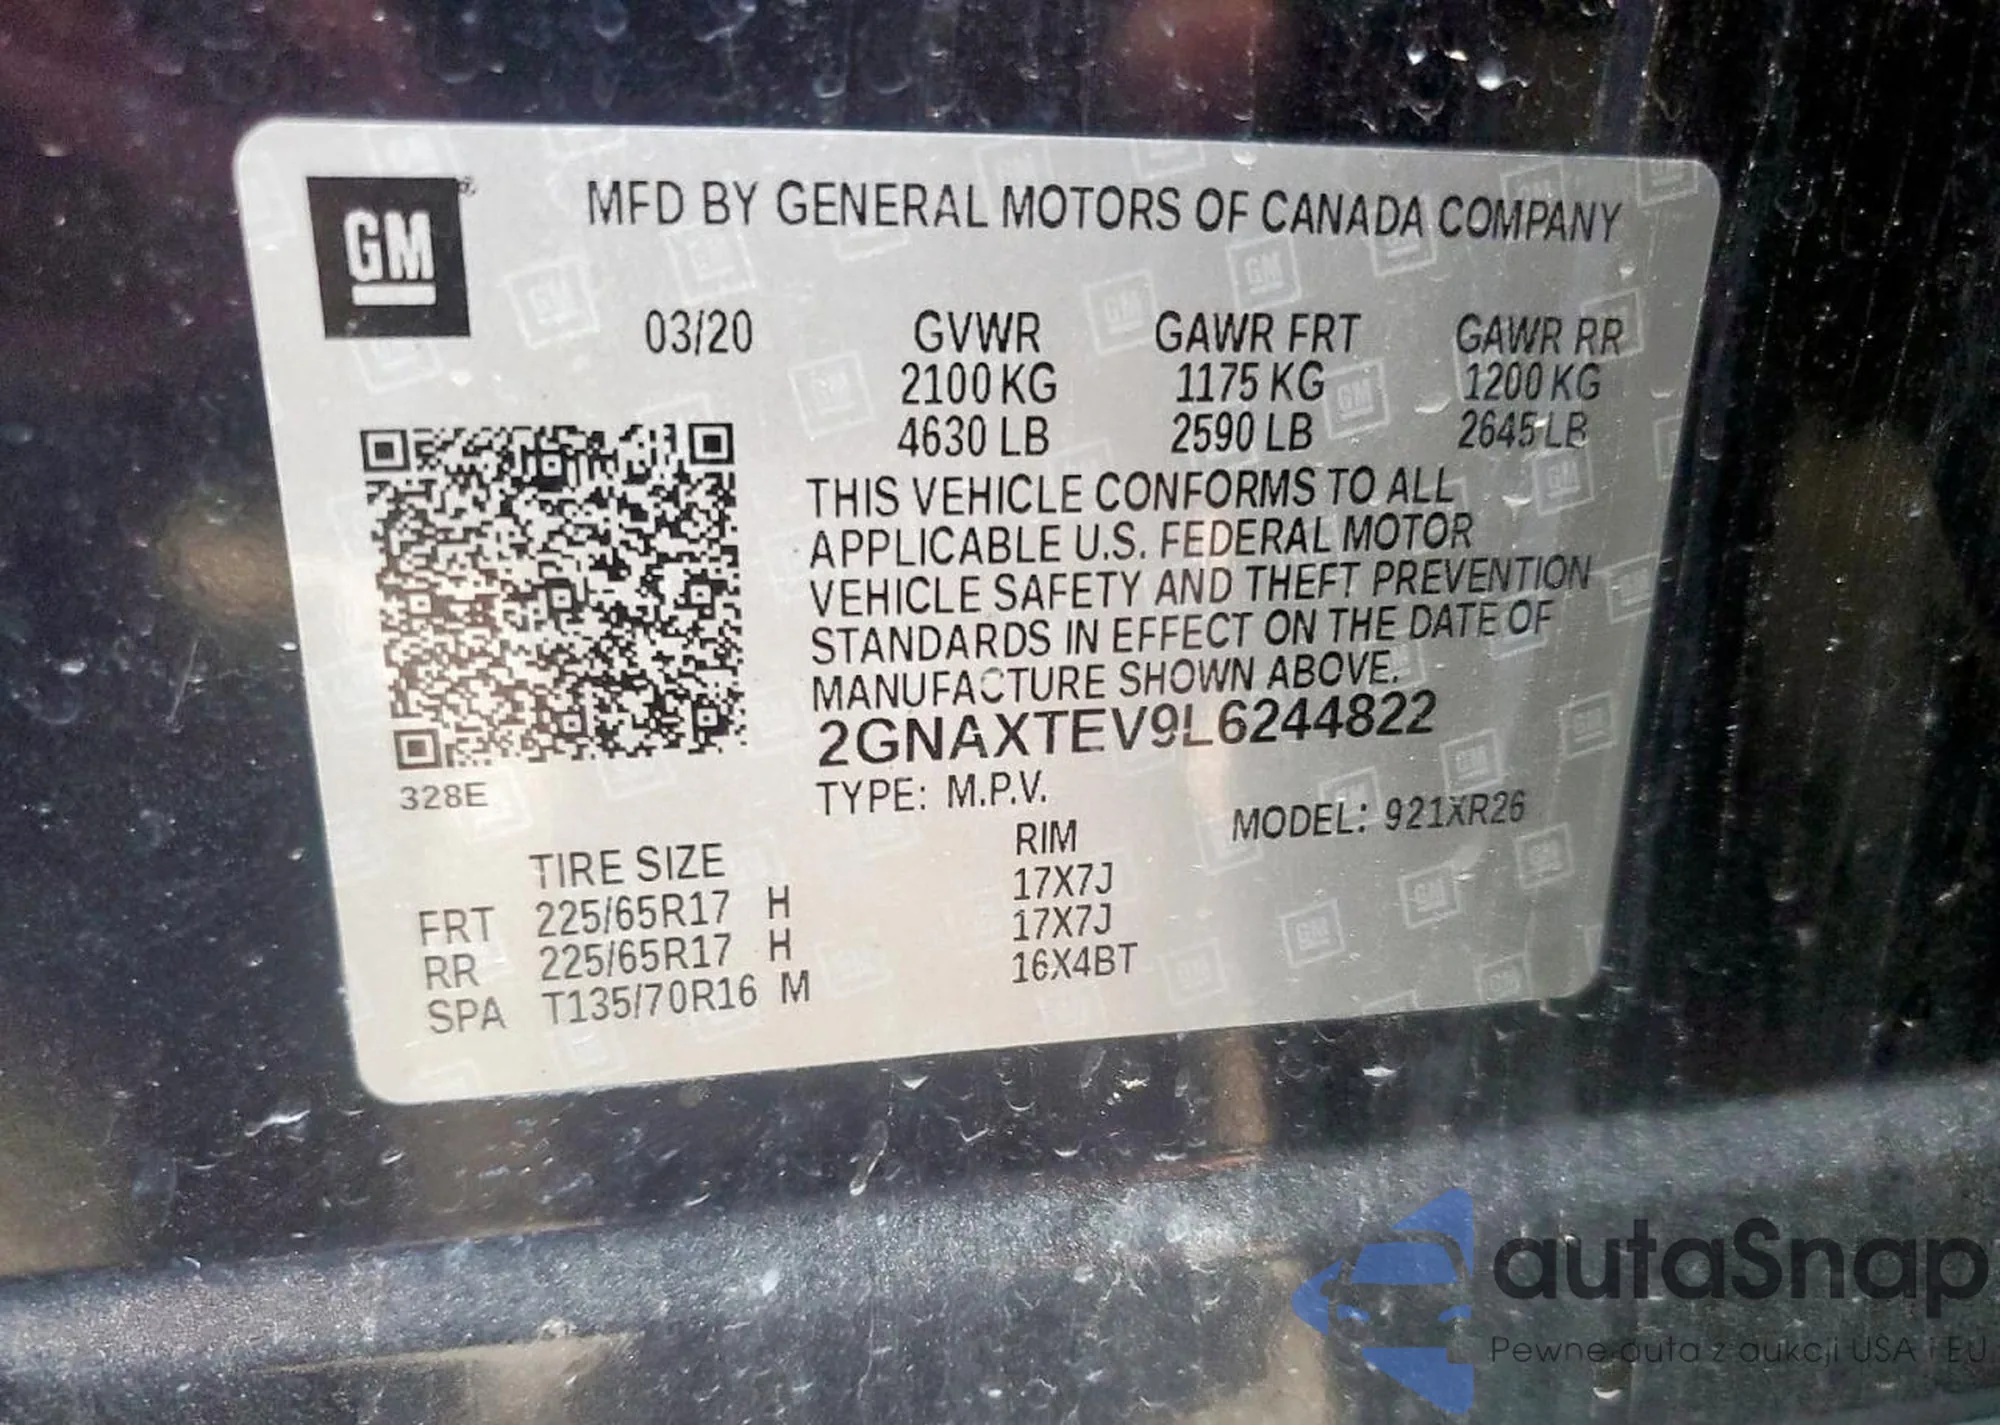 GM
MFD BY GENERAL MOTORS OF CANADA COMPANY
03/20 GVWR GAWR FRT GAWR RR
2100 KG 1175 KG 1200 KG
4630 LB 2590 LB 2645 LB
THIS VEHICLE CONFORMS TO ALL
APPLICABLE U.S. FEDERAL MOTOR
VEHICLE SAFETY AND THEFT PREVENTION
STANDARDS IN EFFECT ON THE DATE OF
MANUFACTURE SHOWN ABOVE.
2GNAXTEV9L6244822
328E
TYPE: M.P.V. MODEL: 921XR26
TIRE SIZE RIM
FRT 225/65R17 H 17X7J
RR 225/65R17 H 17X7J
SPA T135/70R16 M 16X4BT
autaSnap
Pewne auta z aukcji USA i EU